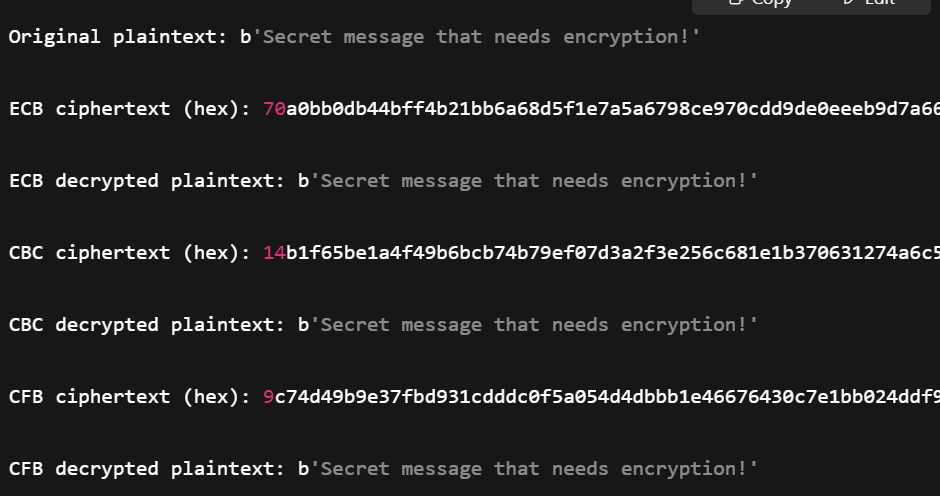 Copy Edit
Original plaintext: b'Secret message that needs encryption!'
ECB ciphertext (hex): 70a0bb0db44bff4b21bb6a68d5f1e7a5a6798ce970cdd9de0eeeb9d7a66
ECB decrypted plaintext: b'Secret message that needs encryption!'
CBC ciphertext (hex): 14b1f65be1a4f49b6bcb74b79ef07d3a2f3e256c681e1b370631274a6c5
CBC decrypted plaintext: b'Secret message that needs encryption!'
CFB ciphertext (hex): 9c74d49b9e37fbd931cdddc0f5a054d4dbbb1e46676430c7e1bb024ddf9
CFB decrypted plaintext: b'Secret message that needs encryption!'